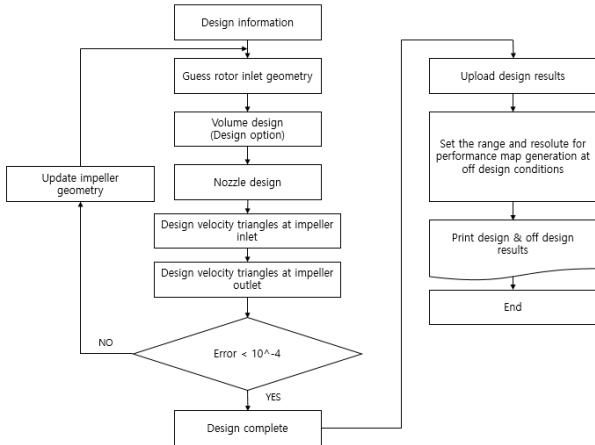 Design information
Guess rotor inlet geometry
Volume design
(Design option)
Nozzle design
Update impeller
geometry
Design velocity triangles at impeller
inlet
Design velocity triangles at impeller
outlet
NO
Error < 10^-4
YES
Design complete
Upload design results
Set the range and resolute for
performance map generation at
off design conditions
Print design & off design
results
End